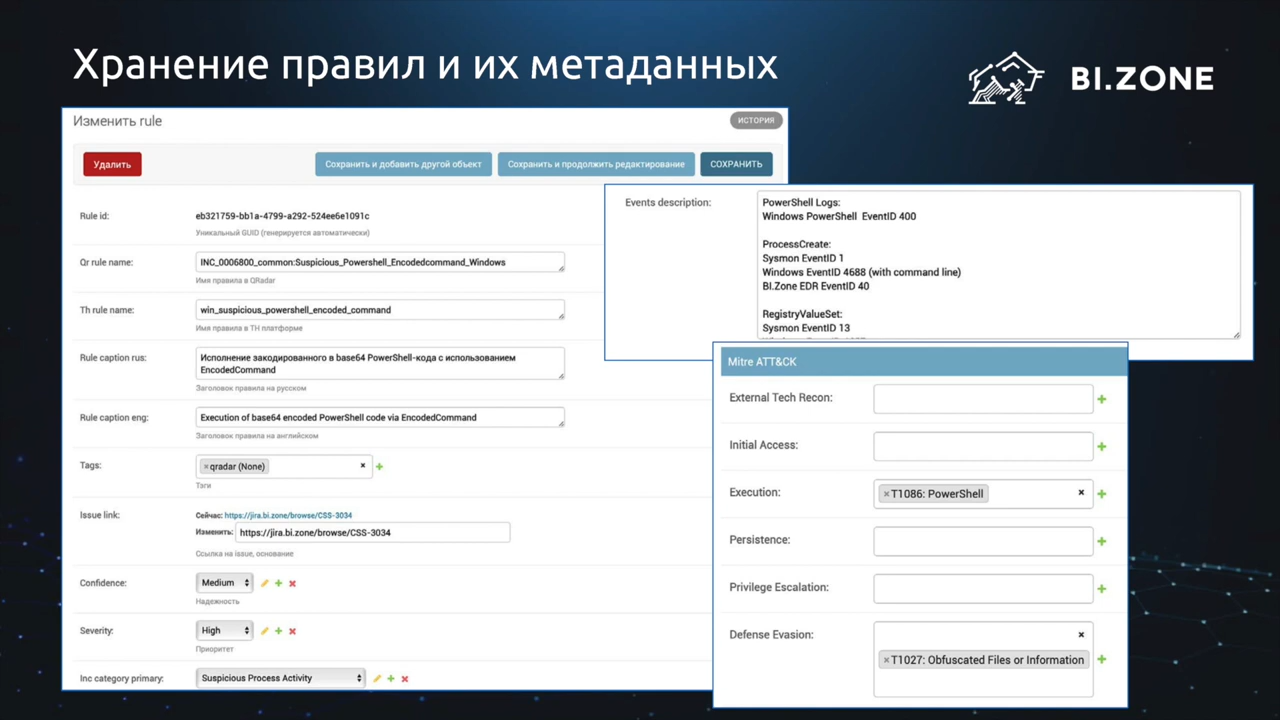 Хранение правил и их метаданных
BI.ZONE
Изменить rule
ИСТОРИЯ
Удалить
Сохранить и добавить другой объект
Сохранить и продолжить редактирование
СОХРАНИТЬ
Rule id:
eb321759-bb1a-4799-a292-524ee6e1091c
Уникальный GUID (генерируется автоматически)
Qr rule name:
INC_0006800_common:Suspicious_Powershell_Encodedcommand_Windows
Имя правила в QRadar
Th rule name:
win_suspicious_powershell_encoded_command
Имя правила в TH платформе
Rule caption rus:
Исполнение закодированного в base64 PowerShell-кода с использованием
EncodedCommand
Заголовок правила на русском
Rule caption eng:
Execution of base64 encoded PowerShell code via EncodedCommand
Заголовок правила на английском
Tags:
×qradar (None)
×
Тэги
Issue link:
Сейчас: https://jira.bi.zone/browse/CSS-3034
Изменить: https://jira.bi.zone/browse/CSS-3034
Ссылка на issue, основание
Confidence:
Medium
Надежность
Severity:
High
Приоритет
Inc category primary:
Suspicious Process Activity
Events description:
PowerShell Logs:
Windows PowerShell EventID 400
ProcessCreate:
Sysmon EventID 1
Windows EventID 4688 (with command line)
BI.Zone EDR EventID 40
RegistryValueSet:
Sysmon EventID 13
Mitre ATT&CK
External Tech Recon:
Initial Access:
Execution:
×T1086: PowerShell
×
Persistence:
Privilege Escalation:
Defense Evasion:
×
×T1027: Obfuscated Files or Information